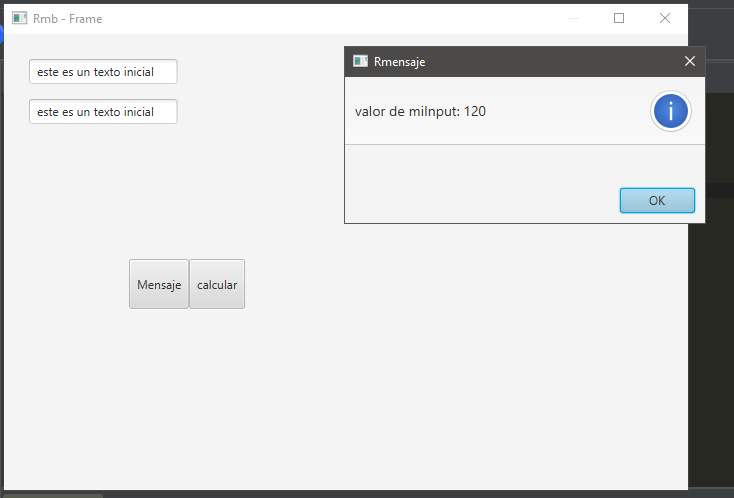 Rmb - Frame
este es un texto inicial
este es un texto inicial
Mensaje
calcular
Rmensaje
valor de miInput: 120
OK